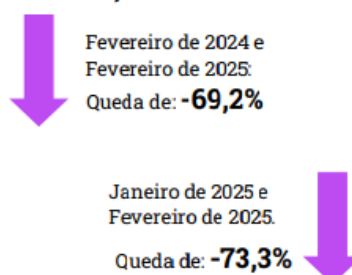 Fevereiro de 2024 e
Fevereiro de 2025:
Queda de: -69,2%
Janeiro de 2025 e
Fevereiro de 2025.
Queda de: -73,3%